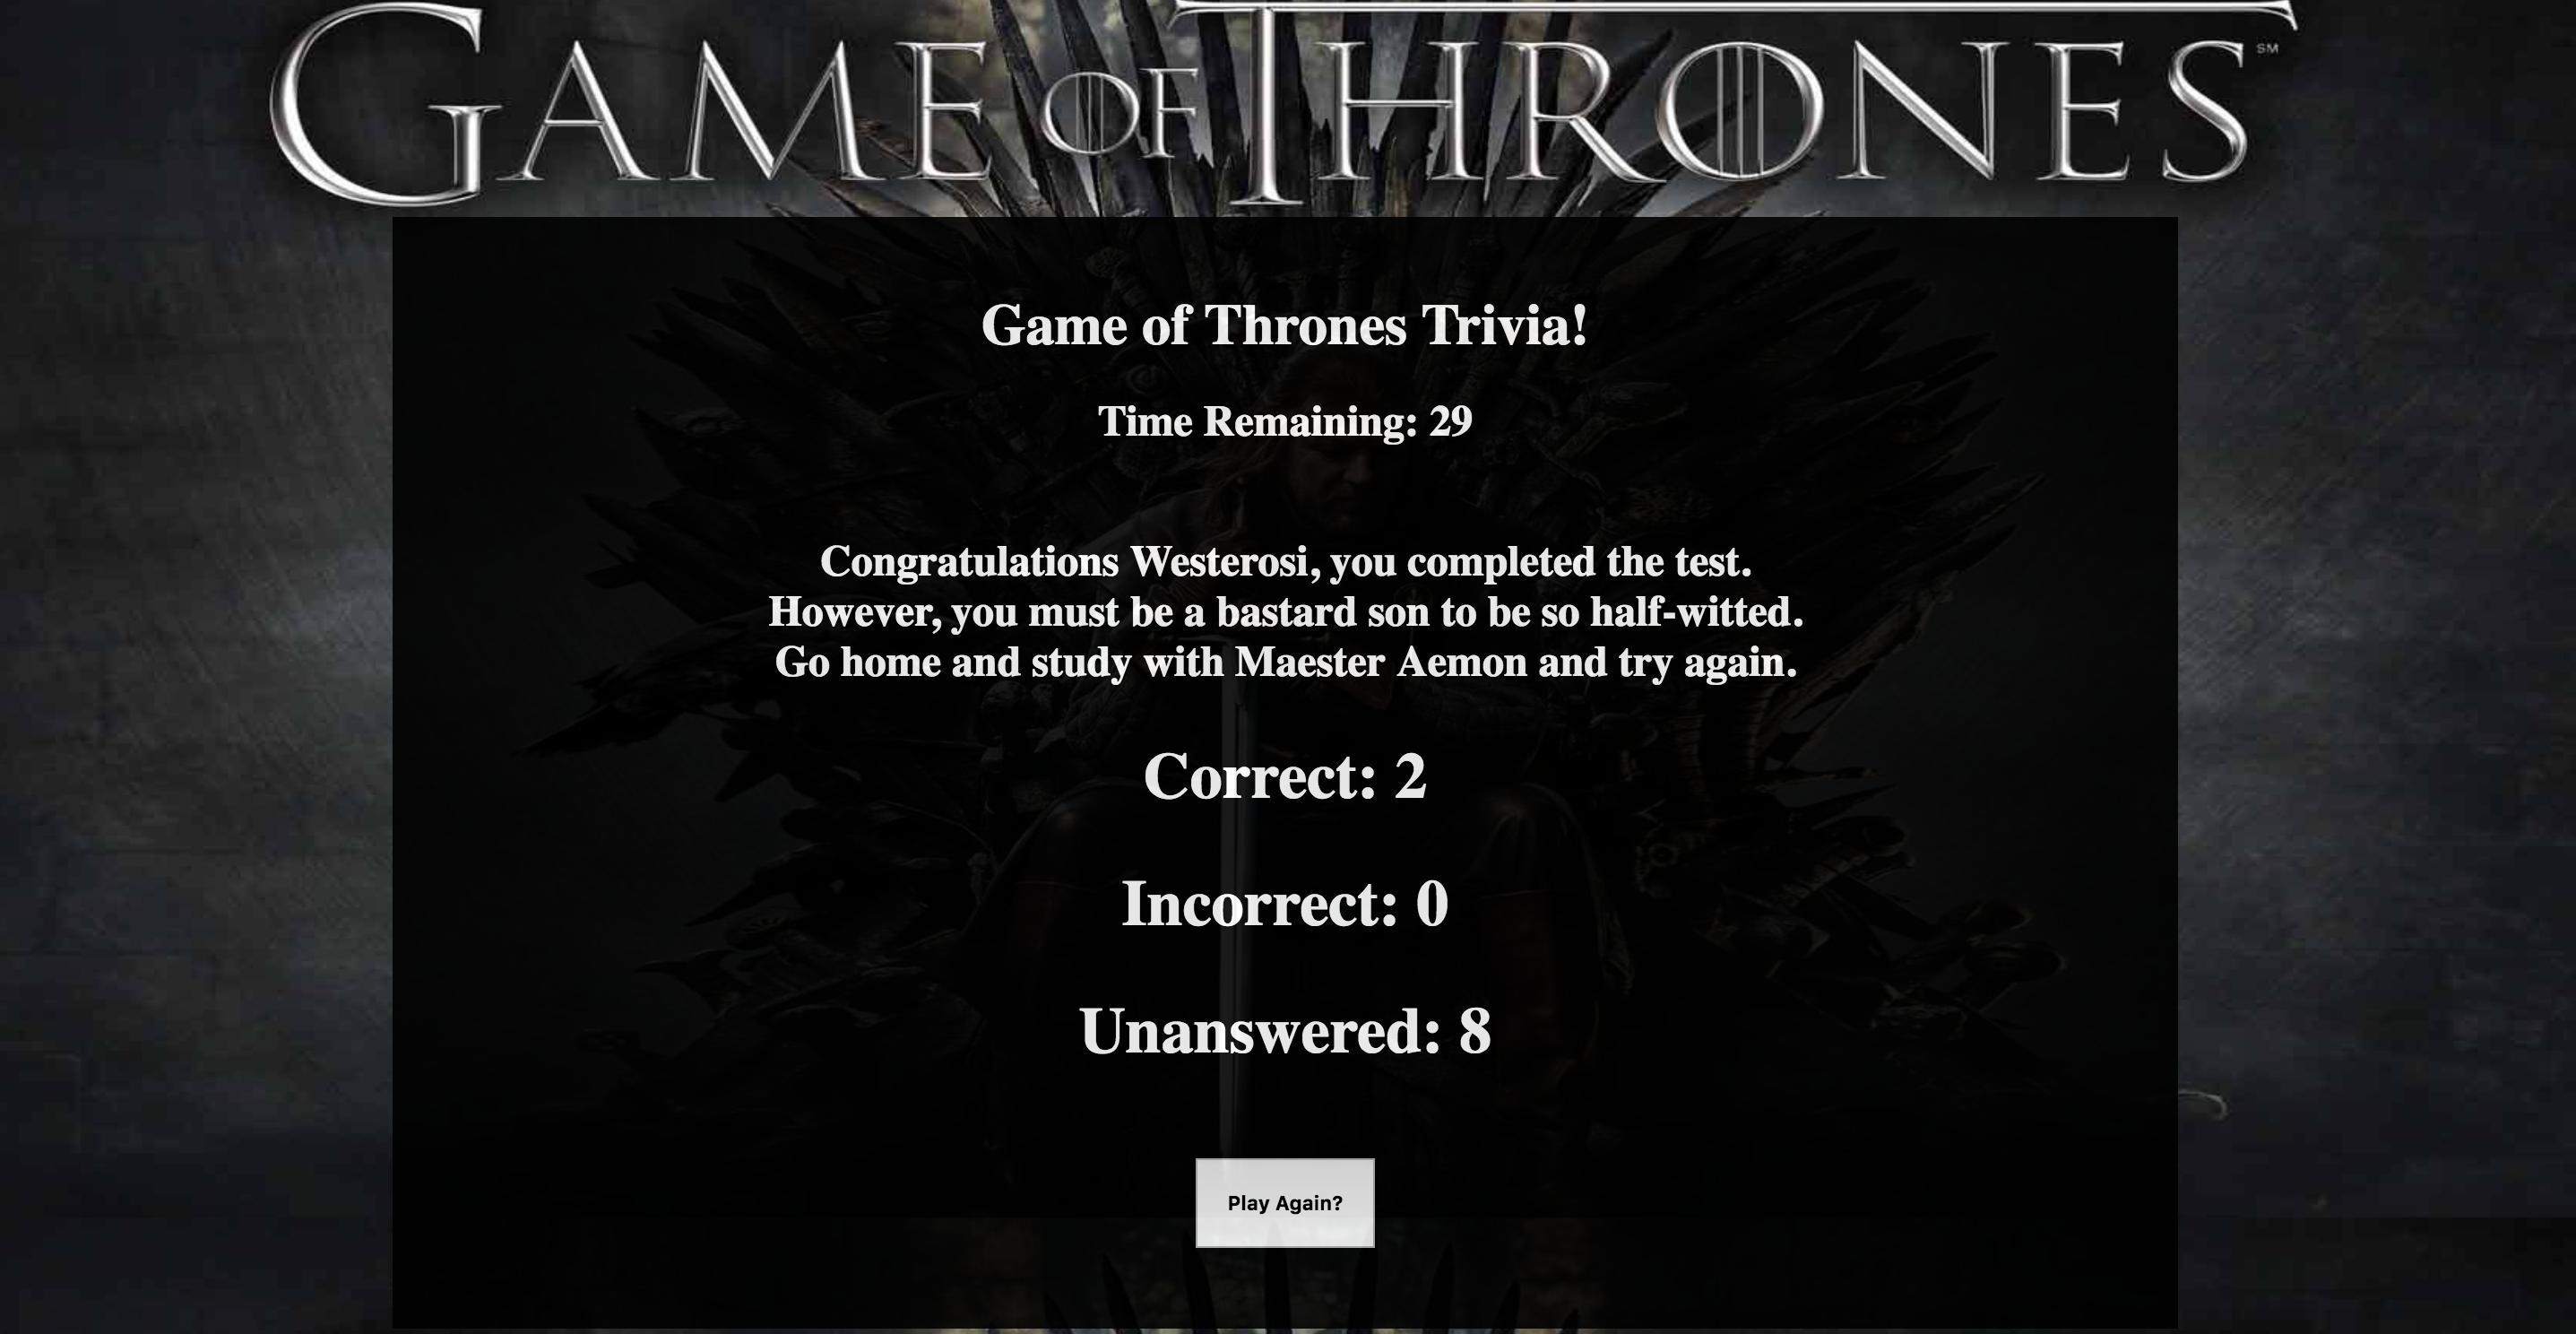 GAME OF THRONES SM
Game of Thrones Trivia!
Time Remaining: 29
Congratulations Westerosi, you completed the test.
However, you must be a bastard son to be so half-witted.
Go home and study with Maester Aemon and try again.
Correct: 2
Incorrect: 0
Unanswered: 8
Play Again?